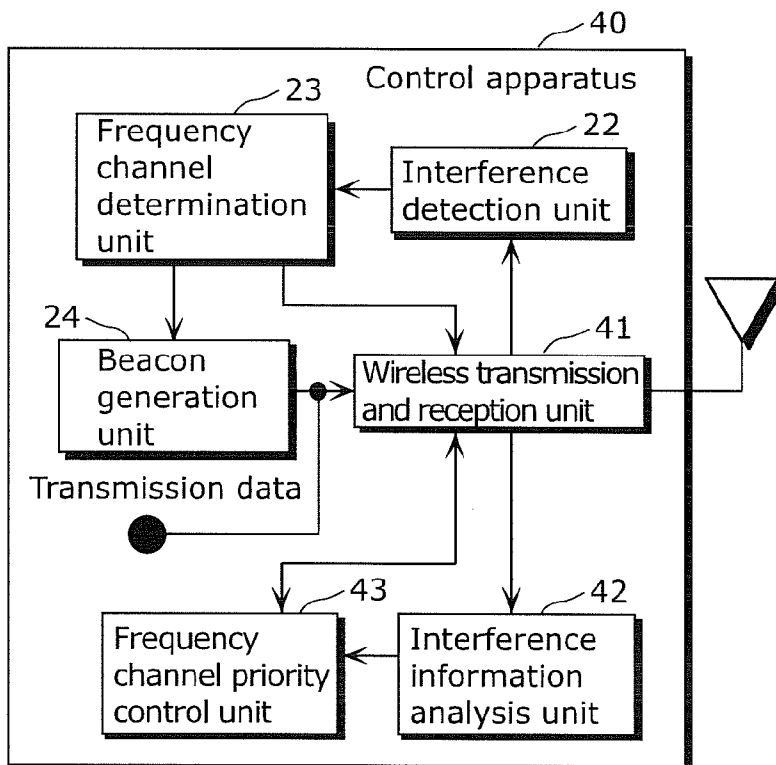 40
Control apparatus
23
Frequency
channel
determination
unit
22
Interference
detection unit
24
Beacon
generation
unit
41
Wireless transmission
and reception unit
Transmission data
43
Frequency
channel priority
control unit
42
Interference
information
analysis unit